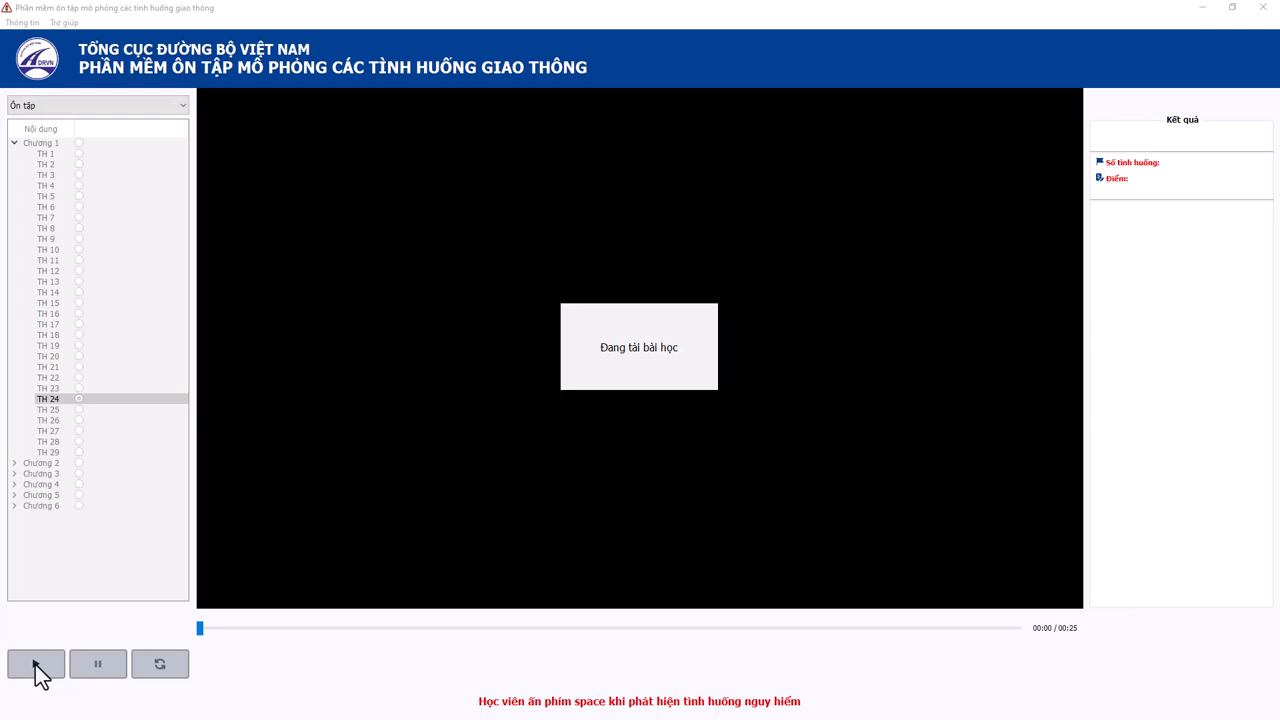 Phần mềm ôn tập mô phỏng các tình huống giao thông
Thông tin Trợ giúp
DRVN
TỔNG CỤC ĐƯỜNG BỘ VIỆT NAM
PHẦN MỀM ÔN TẬP MÔ PHỎNG CÁC TÌNH HUỐNG GIAO THÔNG
Ôn tập
Nội dung
Chương 1
TH 1
TH 2
TH 3
TH 4
TH 5
TH 6
TH 7
TH 8
TH 9
TH 10
TH 11
TH 12
TH 13
TH 14
TH 15
TH 16
TH 17
TH 18
TH 19
TH 20
TH 21
TH 22
TH 23
TH 24
TH 25
TH 26
TH 27
TH 28
TH 29
Chương 2
Chương 3
Chương 4
Chương 5
Chương 6
Đang tải bài học
Kết quả
Số tình huống:
Điểm:
00:00 / 00:25
Học viên ấn phím space khi phát hiện tình huống nguy hiểm